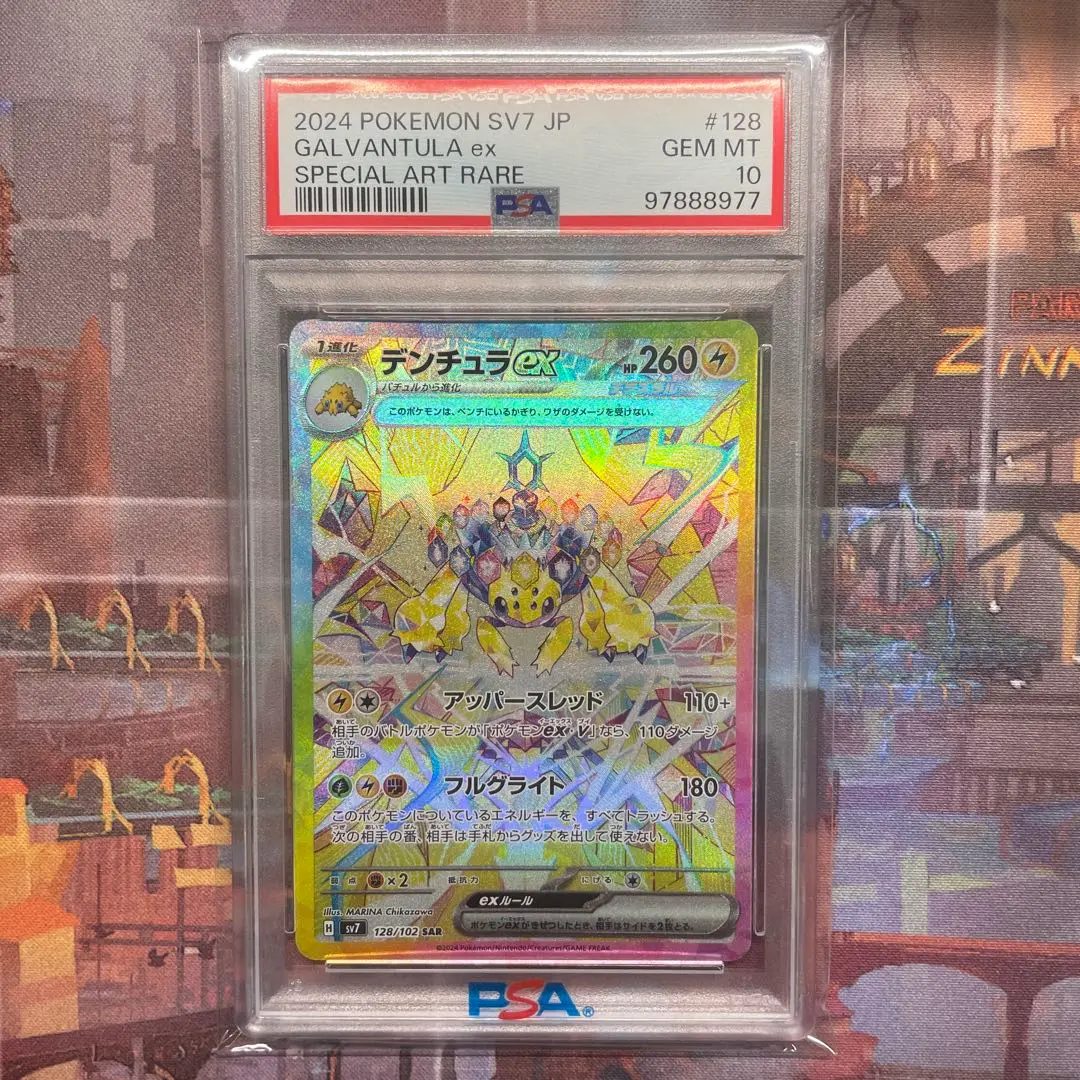 2024 POKEMON SV7 JP #128
GALVANTULA ex GEM MT
SPECIAL ART RARE 10
PSA 97888977
1進化 デンチュラex HP260
バチュルから進化
このポケモンは、ベンチにいるかぎり、ワザのダメージを受けない。
アッパースレッド 110+
相手のバトルポケモンが「ポケモンex・V」なら、110ダメージ
追加。
フルグライト 180
このポケモンについているエネルギーを、すべてトラッシュする。
次の相手の番、相手は手札からグッズを出して使えない。
弱点 ×2 抵抗力 にげる
exルール
ポケモンexがきぜつしたとき、相手はサイドを2枚とる。
Illus. MARINA Chikazawa
H sv7 128/102 SAR
©2024 Pokémon/Nintendo/Creatures/GAME FREAK
PSA®
ZINN